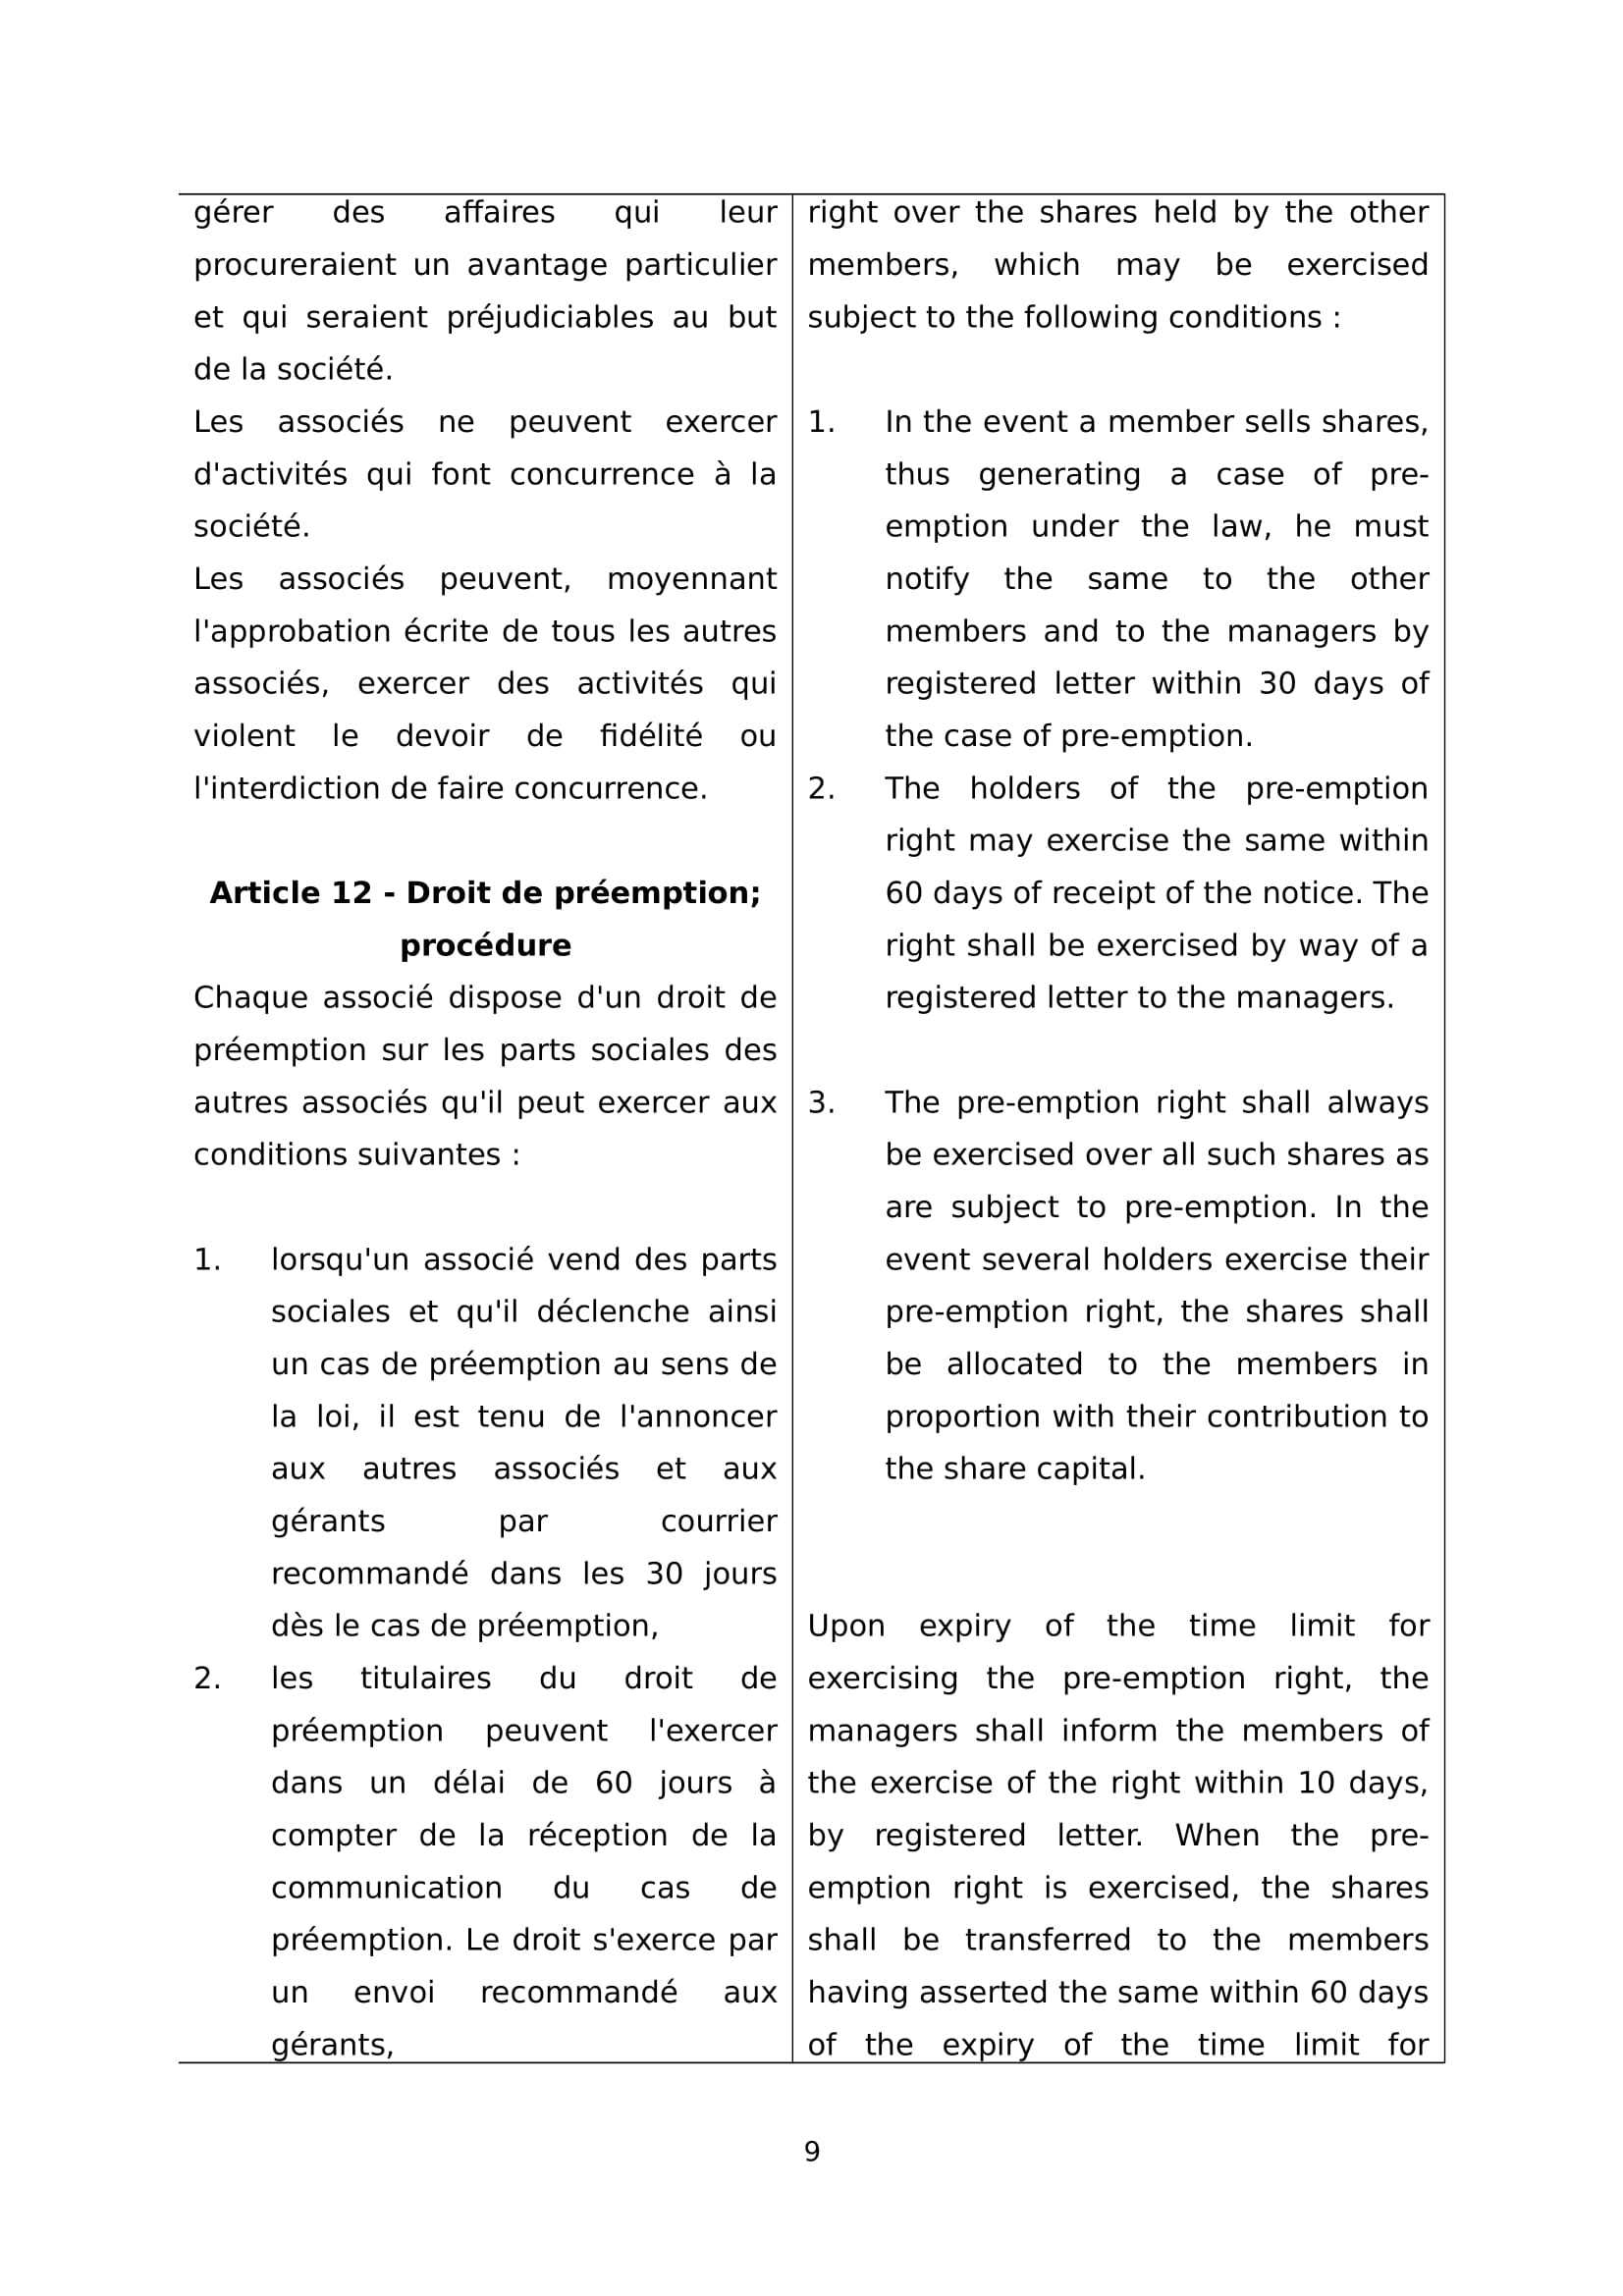 gérer des affaires qui leur
procureraient un avantage particulier
et qui seraient préjudiciables au but
de la société.
Les associés ne peuvent exercer
d'activités qui font concurrence à la
société.
Les associés peuvent, moyennant
l'approbation écrite de tous les autres
associés, exercer des activités qui
violent le devoir de fidélité ou
l'interdiction de faire concurrence.
Article 12 - Droit de préemption;
procédure
Chaque associé dispose d'un droit de
préemption sur les parts sociales des
autres associés qu'il peut exercer aux
conditions suivantes :
1. lorsqu'un associé vend des parts
sociales et qu'il déclenche ainsi
un cas de préemption au sens de
la loi, il est tenu de l'annoncer
aux autres associés et aux
gérants par courrier
recommandé dans les 30 jours
dès le cas de préemption,
2. les titulaires du droit de
préemption peuvent l'exercer
dans un délai de 60 jours à
compter de la réception de la
communication du cas de
préemption. Le droit s'exerce par
un envoi recommandé aux
gérants,
right over the shares held by the other
members, which may be exercised
subject to the following conditions :
1. In the event a member sells shares,
thus generating a case of pre-
emption under the law, he must
notify the same to the other
members and to the managers by
registered letter within 30 days of
the case of pre-emption.
2. The holders of the pre-emption
right may exercise the same within
60 days of receipt of the notice. The
right shall be exercised by way of a
registered letter to the managers.
3. The pre-emption right shall always
be exercised over all such shares as
are subject to pre-emption. In the
event several holders exercise their
pre-emption right, the shares shall
be allocated to the members in
proportion with their contribution to
the share capital.
Upon expiry of the time limit for
exercising the pre-emption right, the
managers shall inform the members of
the exercise of the right within 10 days,
by registered letter. When the pre-
emption right is exercised, the shares
shall be transferred to the members
having asserted the same within 60 days
of the expiry of the time limit for
9